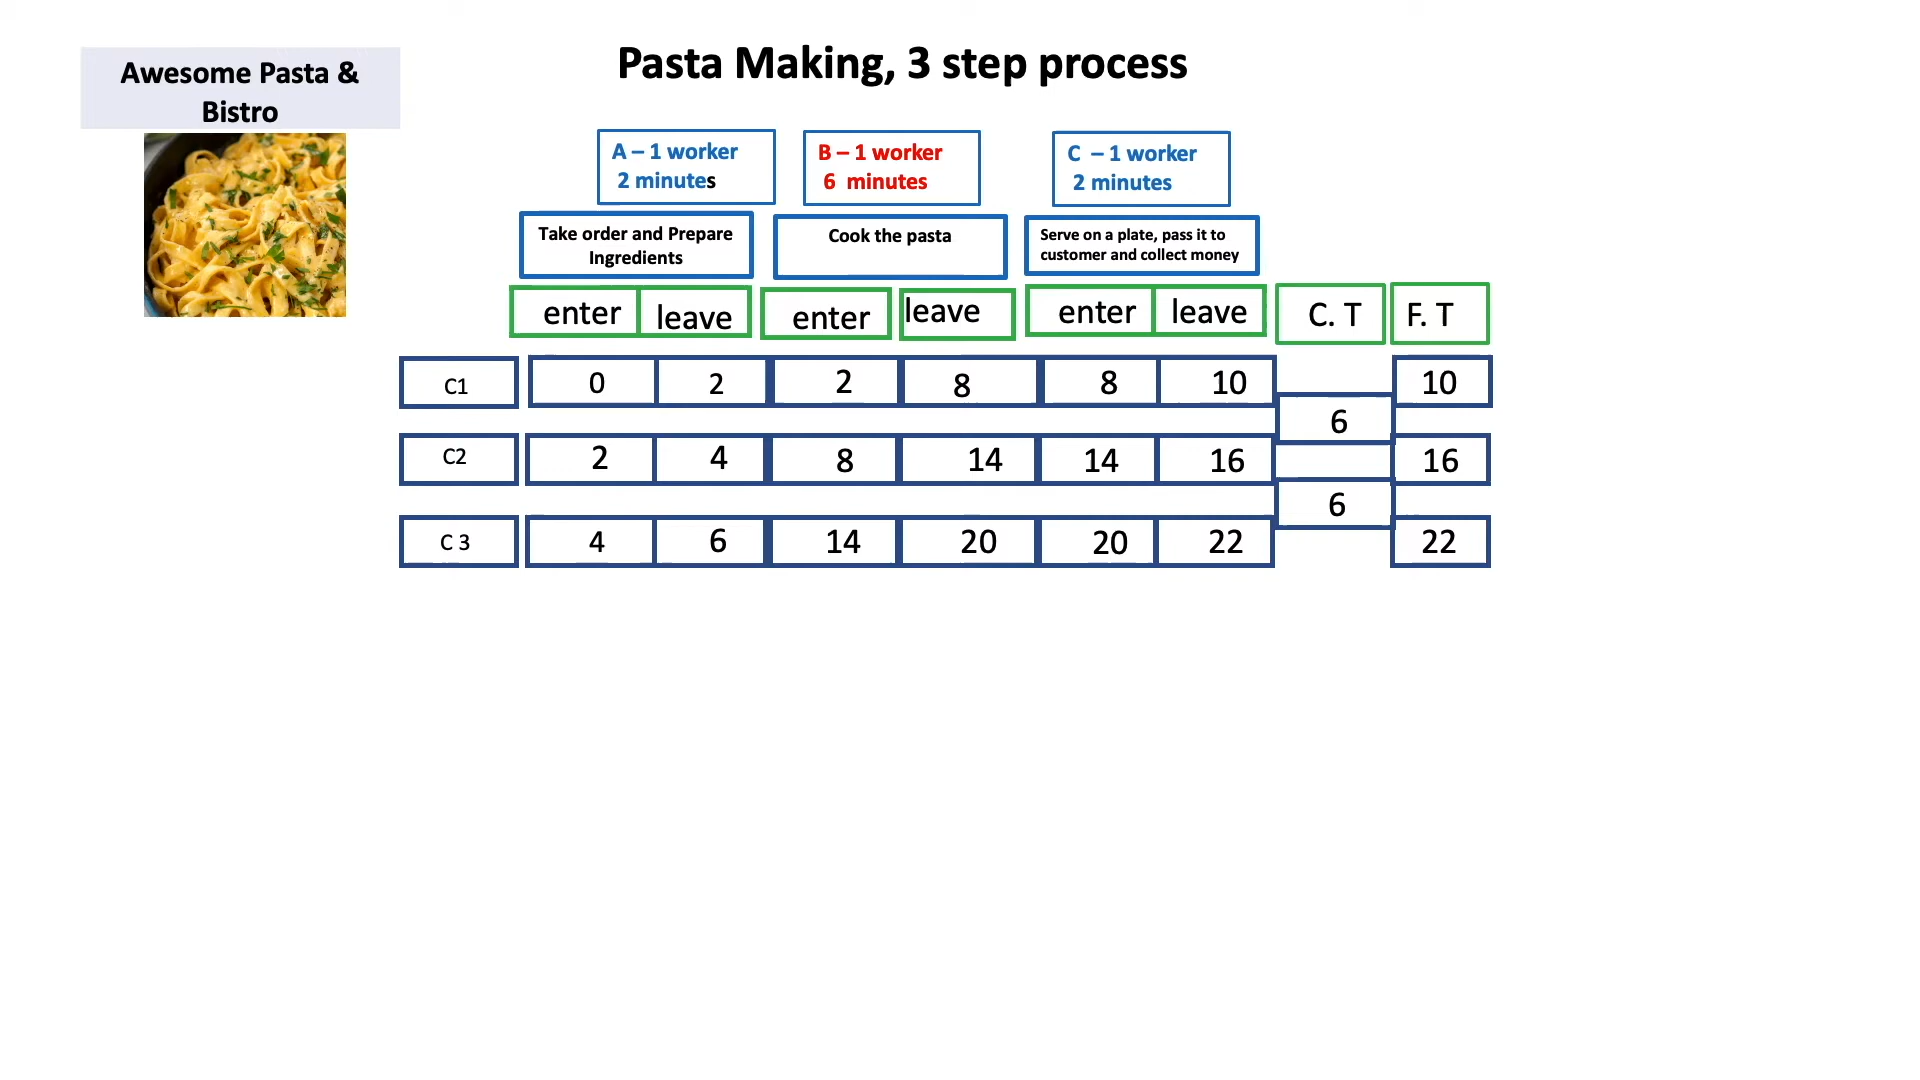 Awesome Pasta &
Bistro
Pasta Making, 3 step process
A – 1 worker
2 minutes
B – 1 worker
6 minutes
C – 1 worker
2 minutes
Take order and Prepare
Ingredients
Cook the pasta
Serve on a plate, pass it to
customer and collect money
enter leave enter leave enter leave C. T F. T
C1 0 2 2 8 8 10 10
6
C2 2 4 8 14 14 16 16
6
C 3 4 6 14 20 20 22 22